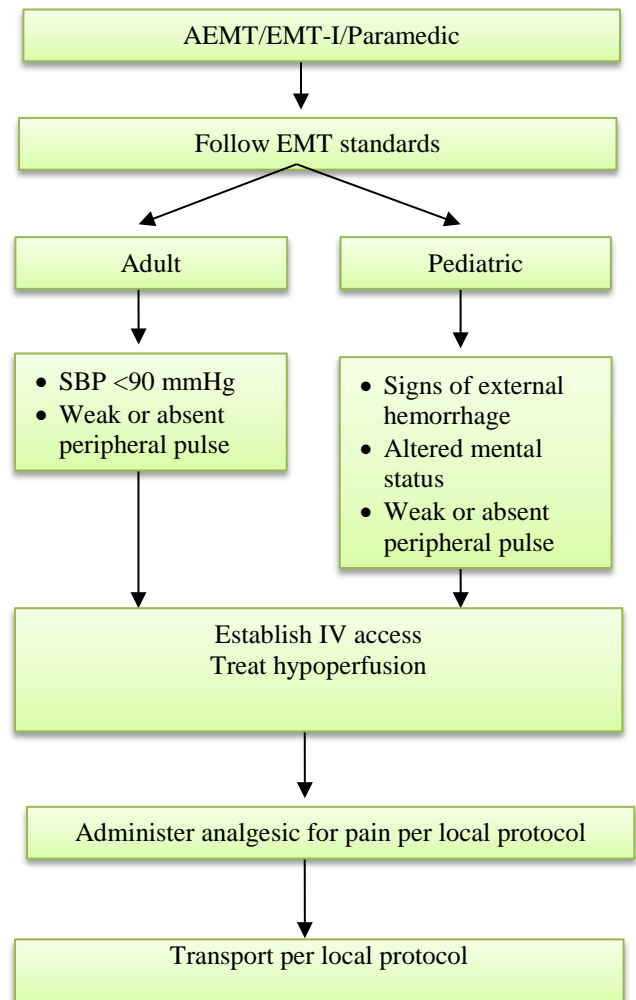 AEMT/EMT-I/Paramedic
Follow EMT standards
Adult
Pediatric
• SBP <90 mmHg
• Weak or absent
peripheral pulse
• Signs of external
hemorrhage
• Altered mental
status
• Weak or absent
peripheral pulse
Establish IV access
Treat hypoperfusion
Administer analgesic for pain per local protocol
Transport per local protocol